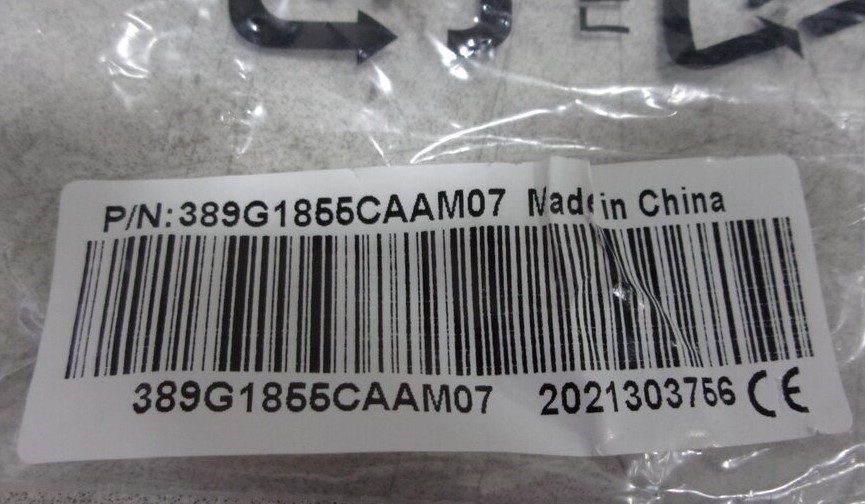 P/N:389G1855CAAM07 Made in China
389G1855CAAM07 2021303756 CE